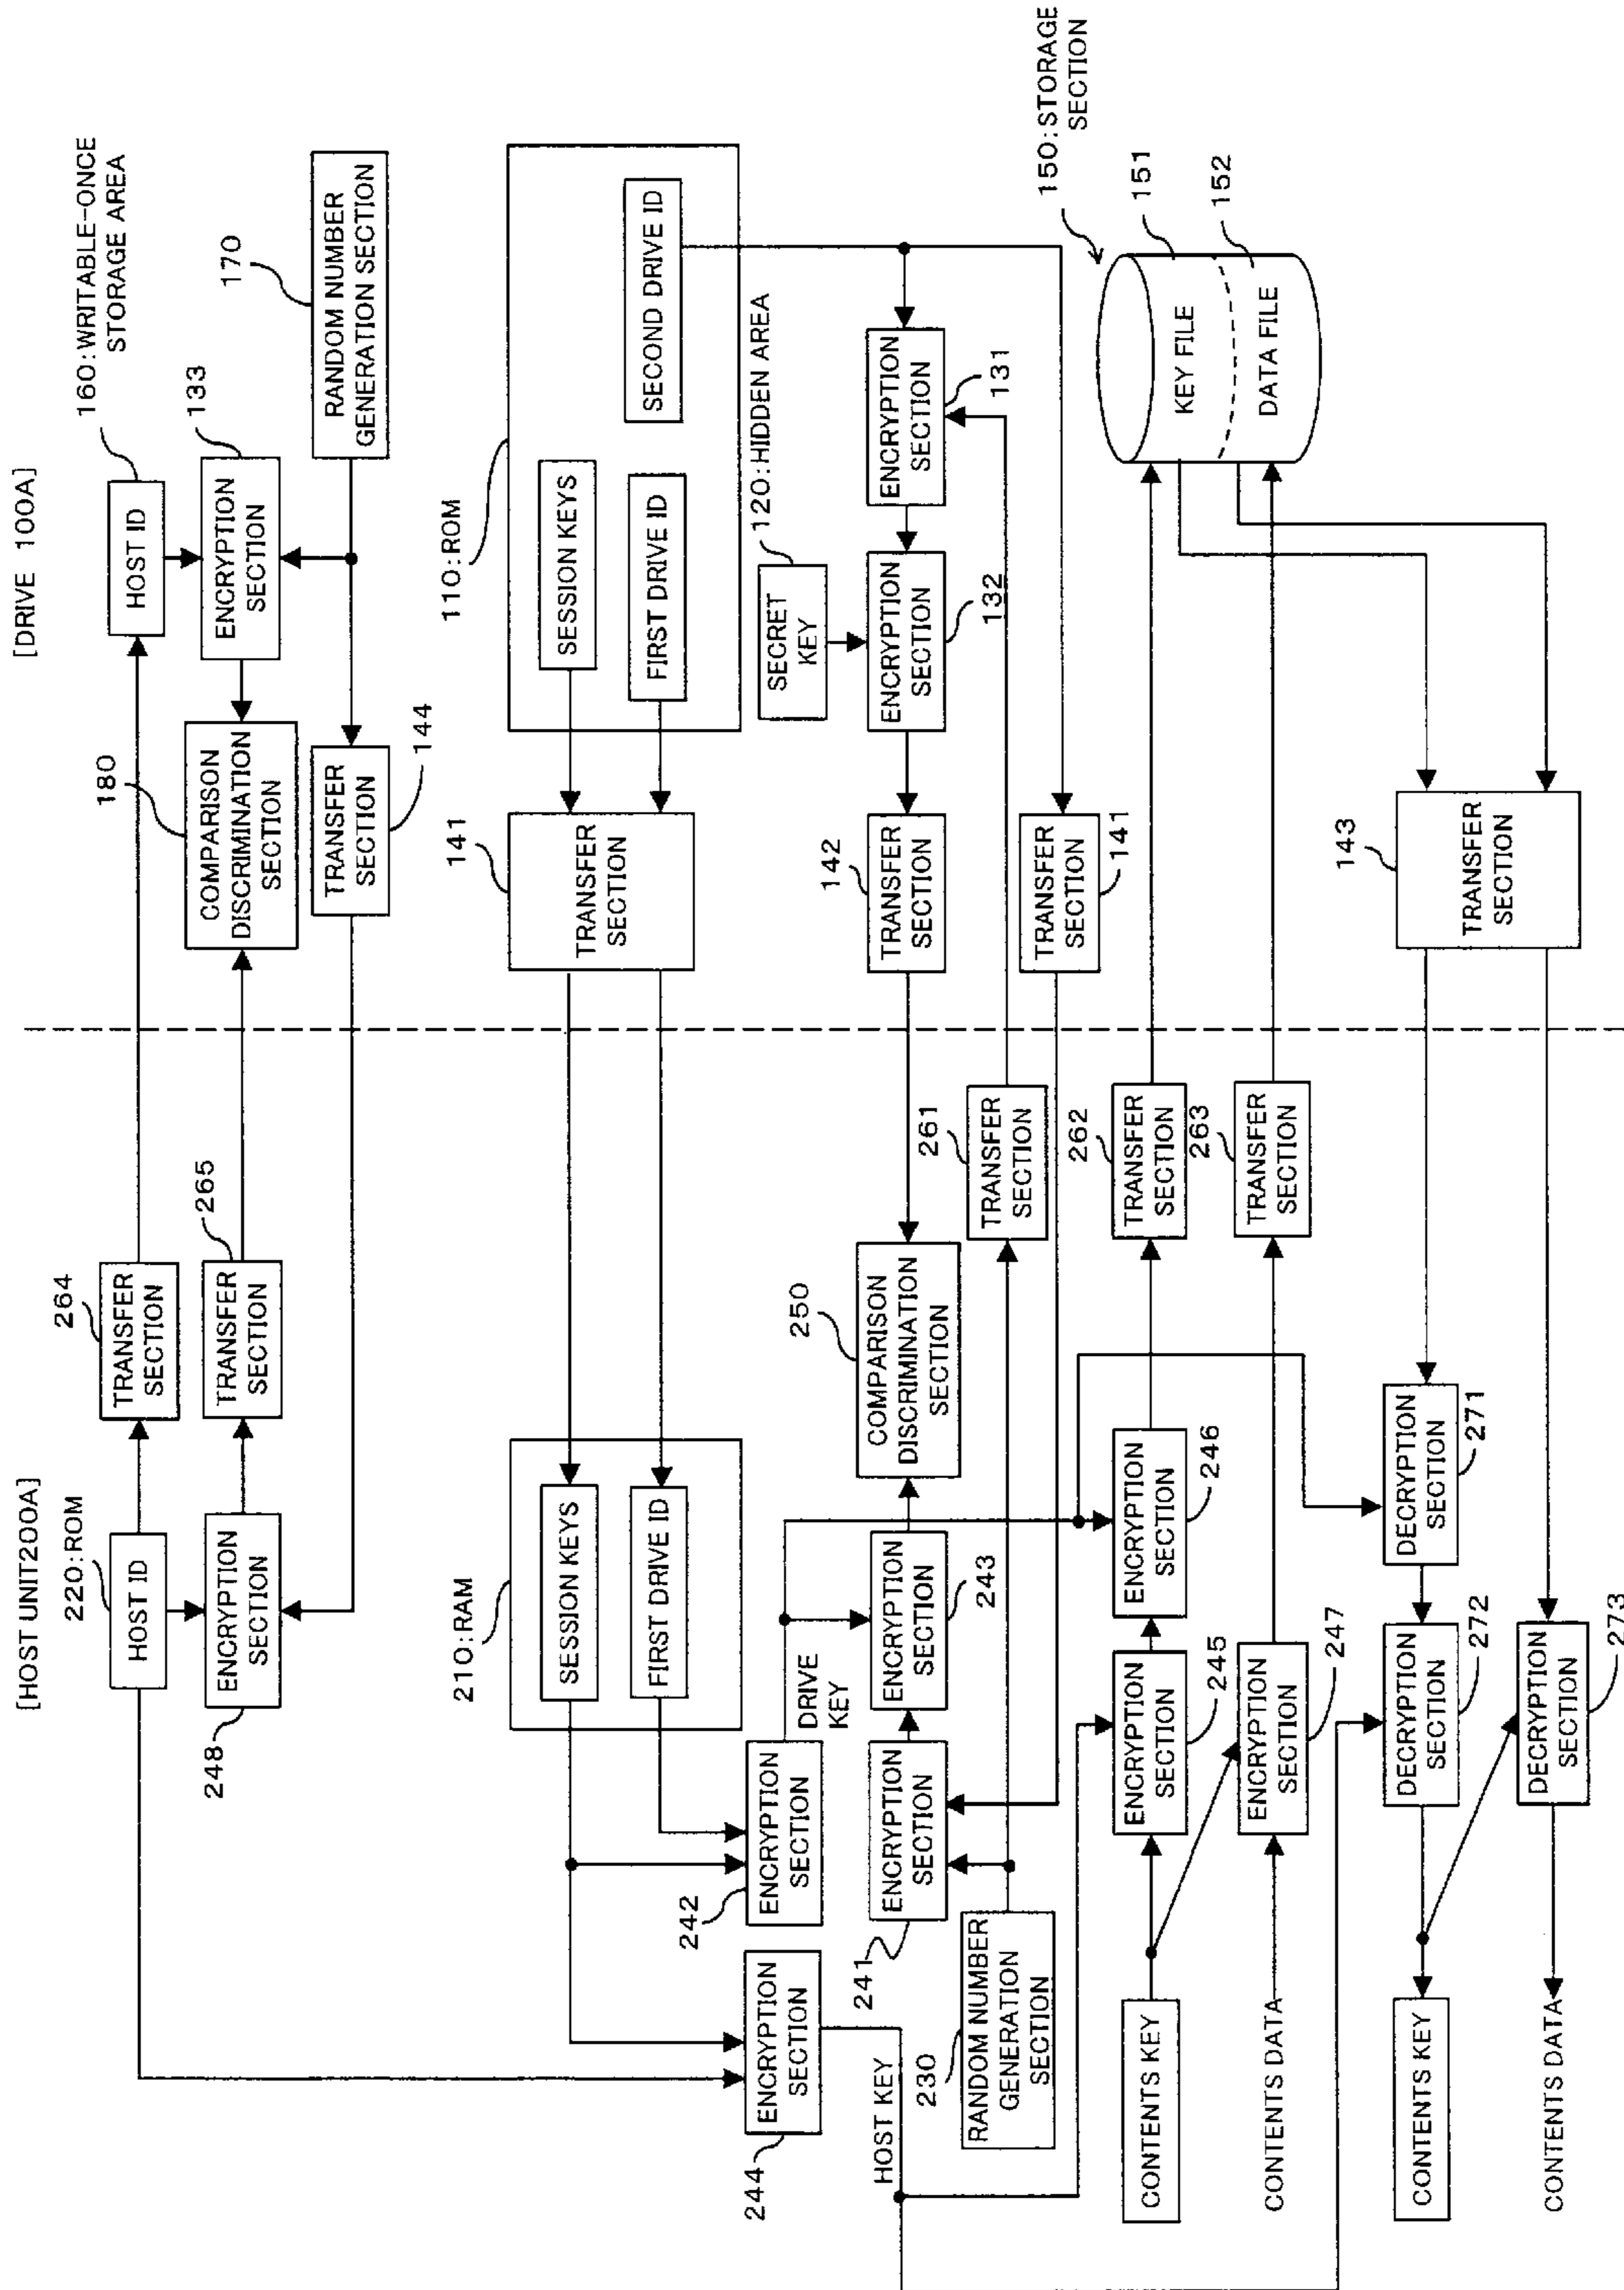 [HOST UNIT200A]
[DRIVE 100A]
220:ROM
HOST ID
264
TRANSFER
SECTION
160:WRITABLE-ONCE
STORAGE AREA
HOST ID
248
ENCRYPTION
SECTION
265
TRANSFER
SECTION
180
COMPARISON
DISCRIMINATION
SECTION
133
ENCRYPTION
SECTION
144
TRANSFER
SECTION
170
RANDOM NUMBER
GENERATION SECTION
210:RAM
SESSION KEYS
FIRST DRIVE ID
141
TRANSFER
SECTION
110:ROM
SESSION KEYS
FIRST DRIVE ID
SECOND DRIVE ID
244
ENCRYPTION
SECTION
HOST KEY
242
ENCRYPTION
SECTION
DRIVE
KEY
241
ENCRYPTION
SECTION
243
ENCRYPTION
SECTION
250
COMPARISON
DISCRIMINATION
SECTION
142
TRANSFER
SECTION
120:HIDDEN AREA
SECRET
KEY
132
ENCRYPTION
SECTION
131
ENCRYPTION
SECTION
230
RANDOM NUMBER
GENERATION
SECTION
261
TRANSFER
SECTION
141
TRANSFER
SECTION
CONTENTS KEY
245
ENCRYPTION
SECTION
246
ENCRYPTION
SECTION
262
TRANSFER
SECTION
150:STORAGE
SECTION
151
KEY FILE
152
DATA FILE
CONTENTS DATA
247
ENCRYPTION
SECTION
263
TRANSFER
SECTION
CONTENTS KEY
272
DECRYPTION
SECTION
271
DECRYPTION
SECTION
143
TRANSFER
SECTION
CONTENTS DATA
273
DECRYPTION
SECTION